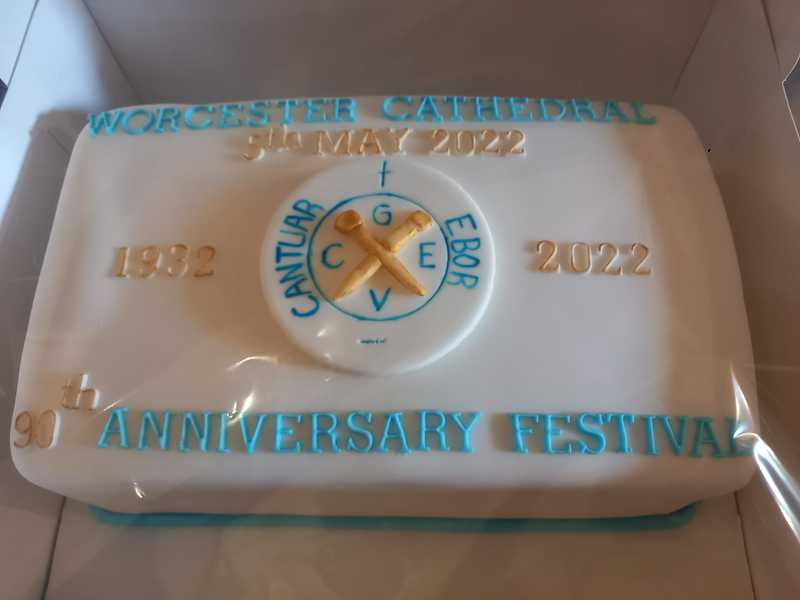 WORCESTER CATHEDRAL
5th MAY 2022
1932
CANTUAR
EBOR
G
C E
V
2022
90th ANNIVERSARY FESTIVAL